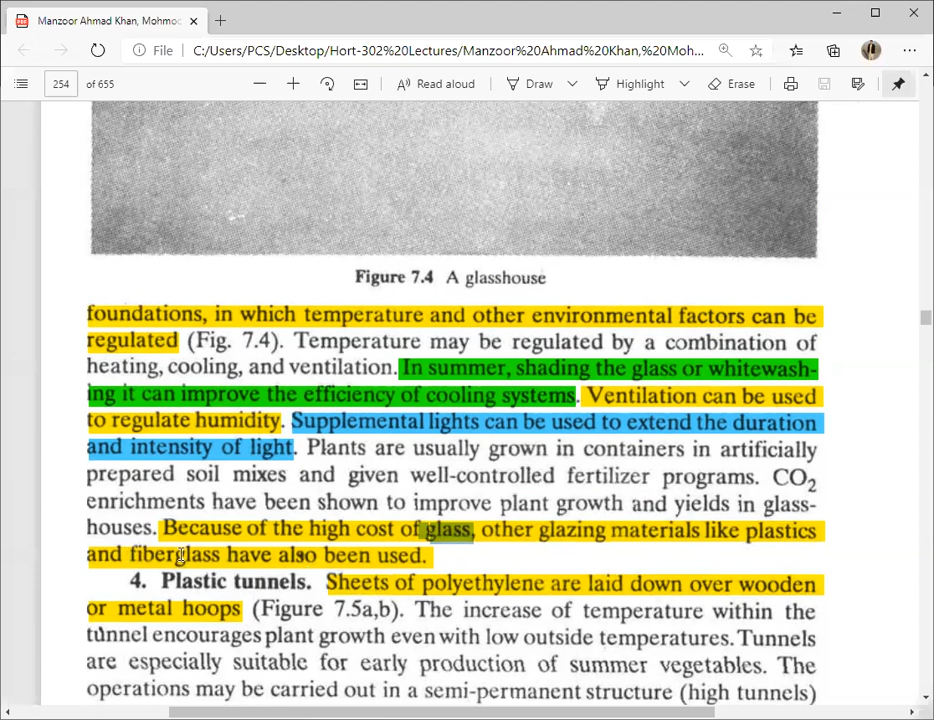 Manzoor Ahmad Khan, Mohmoo
File
C:/Users/PCS/Desktop/Hort-302%20Lectures/Manzoor%20Ahmad%20Khan,%20Moh...
254 of 655
Read aloud
Draw
Highlight
Erase
Figure 7.4 A glasshouse
foundations, in which temperature and other environmental factors can be
regulated (Fig. 7.4). Temperature may be regulated by a combination of
heating, cooling, and ventilation. In summer, shading the glass or whitewash-
ing it can improve the efficiency of cooling systems. Ventilation can be used
to regulate humidity. Supplemental lights can be used to extend the duration
and intensity of light. Plants are usually grown in containers in artificially
prepared soil mixes and given well-controlled fertilizer programs. CO₂
enrichments have been shown to improve plant growth and yields in glass-
houses. Because of the high cost of glass, other glazing materials like plastics
and fiberglass have also been used.
4. Plastic tunnels. Sheets of polyethylene are laid down over wooden
or metal hoops (Figure 7.5a,b). The increase of temperature within the
tunnel encourages plant growth even with low outside temperatures. Tunnels
are especially suitable for early production of summer vegetables. The
operations may be carried out in a semi-permanent structure (high tunnels)